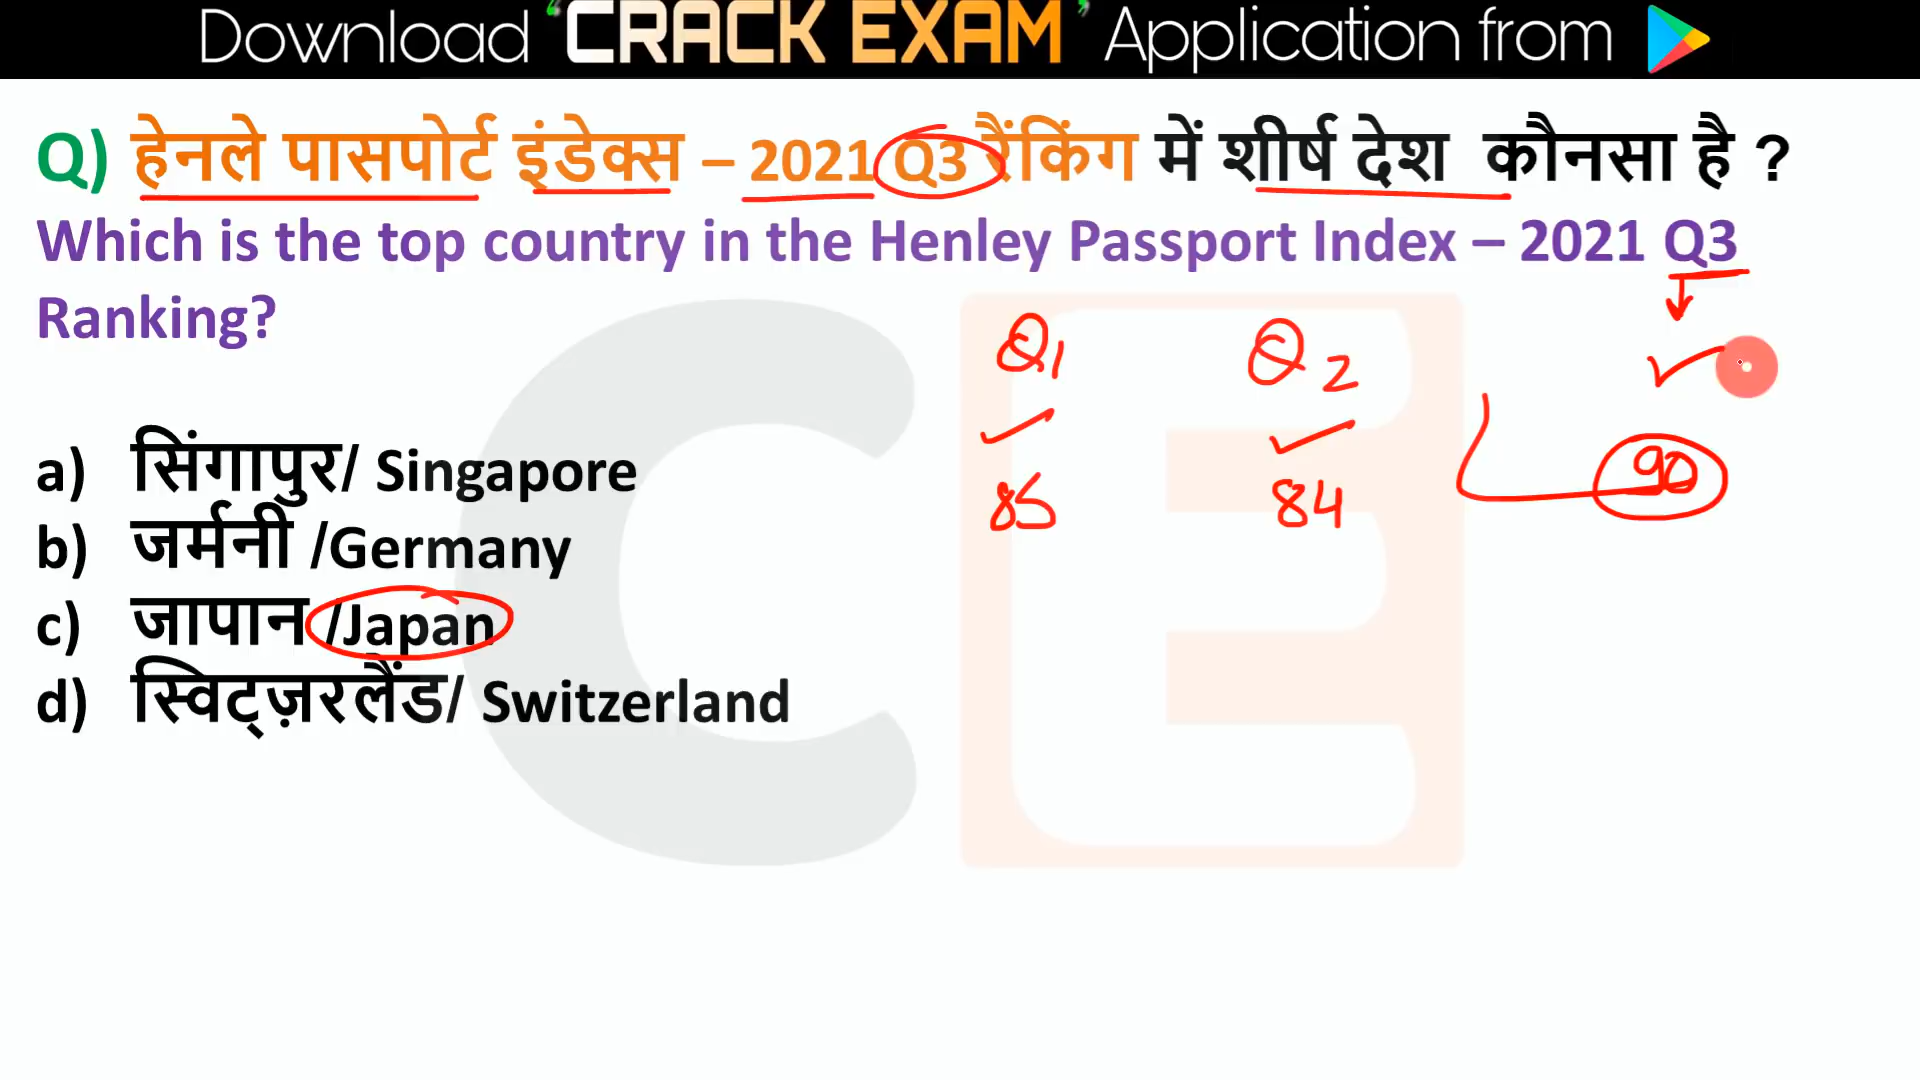 Download 'CRACK EXAM' Application from
Q) हेनले पासपोर्ट इंडेक्स – 2021 Q3 रैंकिंग में शीर्ष देश कौनसा है ?
Which is the top country in the Henley Passport Index – 2021 Q3
Ranking?
Q1 Q2
a) सिंगापुर/ Singapore
85 84 90
b) जर्मनी /Germany
c) जापान /Japan
d) स्विट्ज़रलैंड/ Switzerland
CE